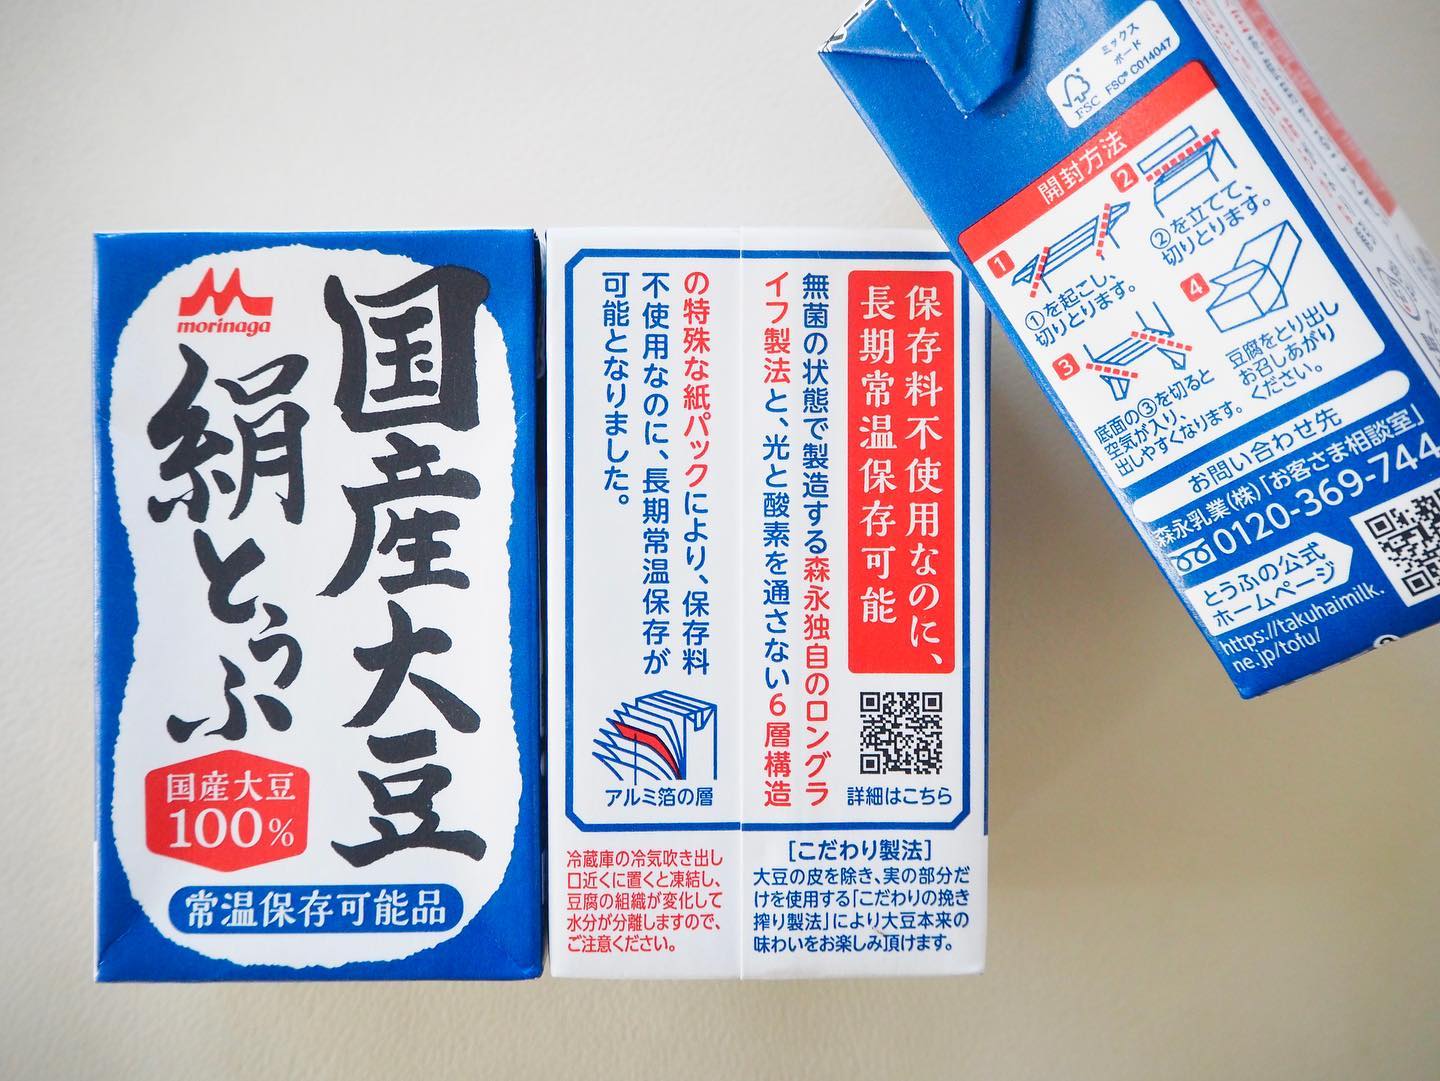 morinaga
国産大豆
絹とうふ
国産大豆
100%
常温保存可能品
保存料不使用なのに、
長期常温保存可能
無菌の状態で製造する森永独自のロングラ
イフ製法と、光と酸素を通さない6層構造
の特殊な紙パックにより、保存料
不使用なのに、長期常温保存が
可能となりました。
アルミ箔の層
詳細はこちら
冷蔵庫の冷気吹き出し
口近くに置くと凍結し、
豆腐の組織が変化して
水分が分離しますので、
ご注意ください。
[こだわり製法]
大豆の皮を除き、実の部分だ
けを使用する「こだわりの挽き
搾り製法」により大豆本来の
味わいをお楽しみ頂けます。
FSC
ミックス
ボード
FSC® C014047
開封方法
1
①を起こし、
切りとります。
2
②を立てて、
切りとります。
3
底面の③を切ると
空気が入り、
出しやすくなります。
4
豆腐をとり出し
お召しあがり
ください。
お問い合わせ先
森永乳業(株)「お客さま相談室」
0120-369-744
とうふの公式
ホームページ
https://takuhaimilk.
ne.jp/tofu/